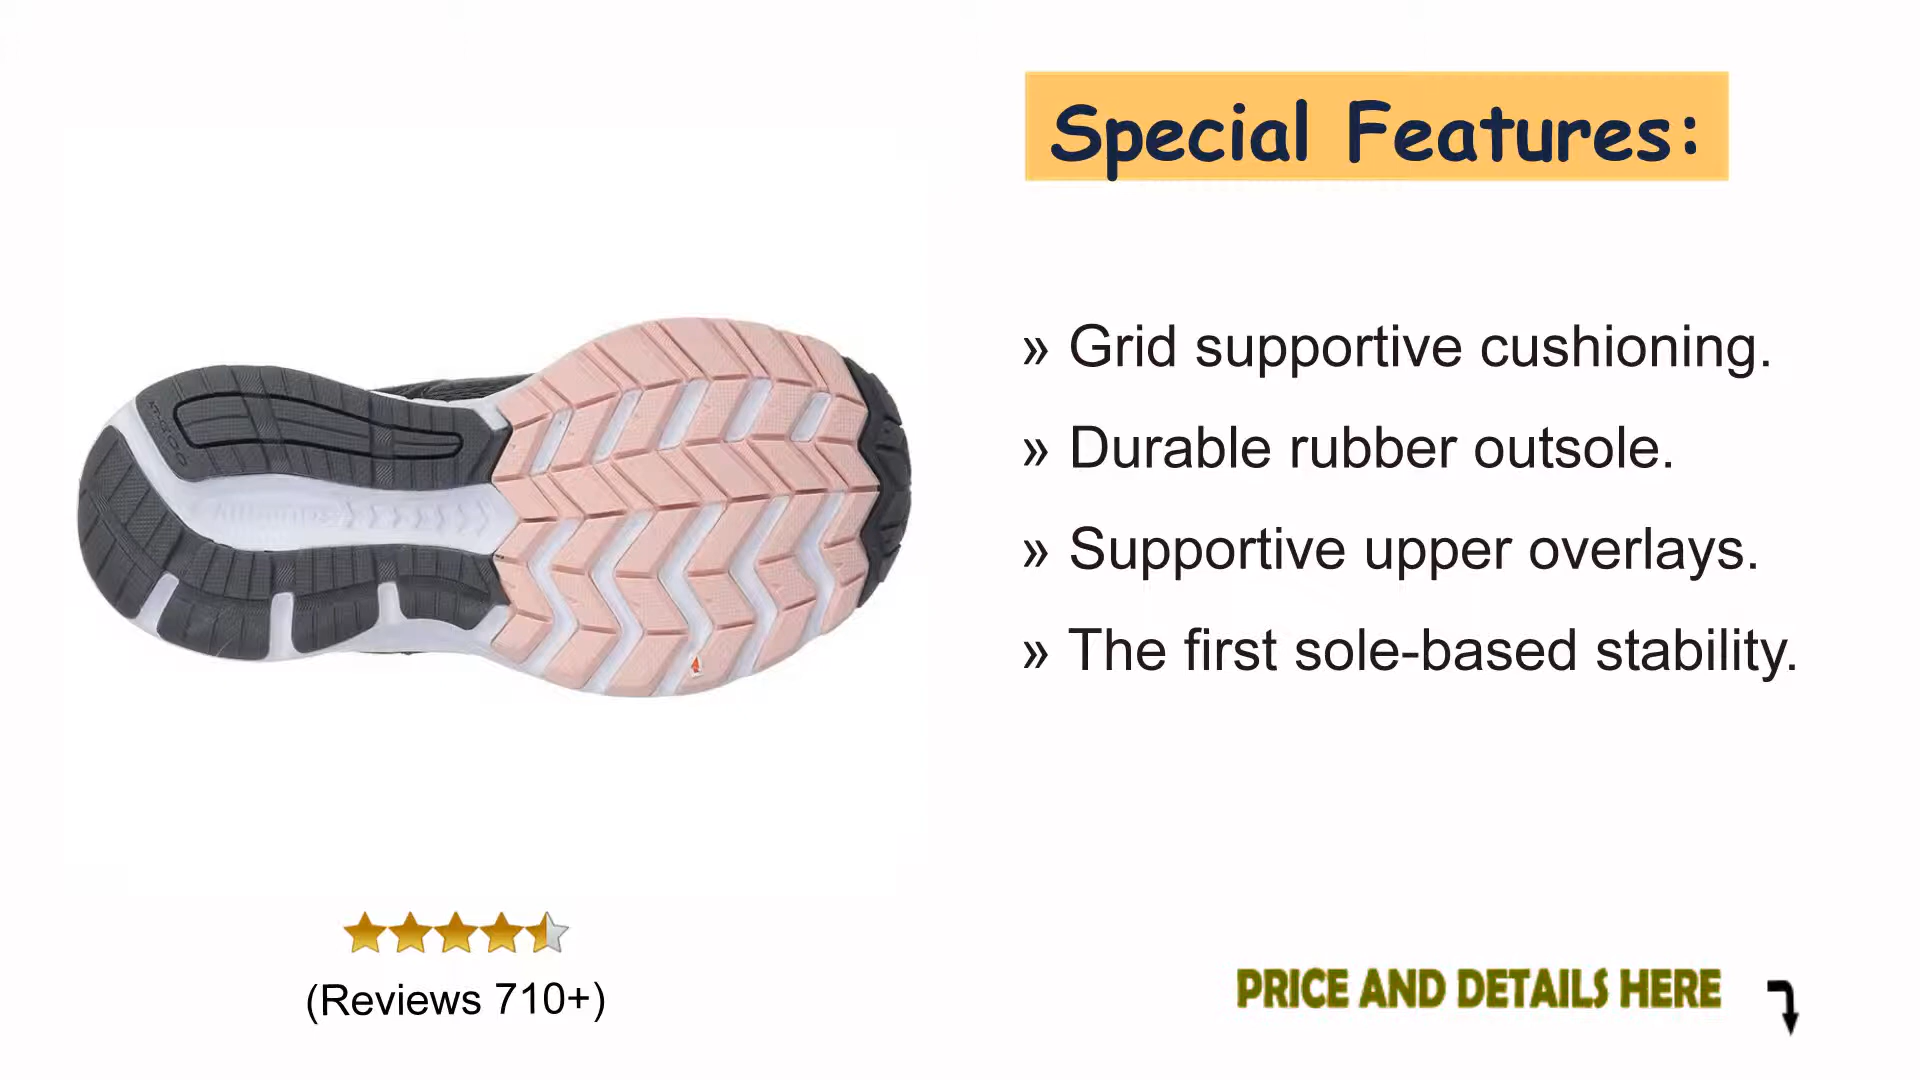 Special Features:
» Grid supportive cushioning.
» Durable rubber outsole.
» Supportive upper overlays.
» The first sole-based stability.
(Reviews 710+)
PRICE AND DETAILS HERE